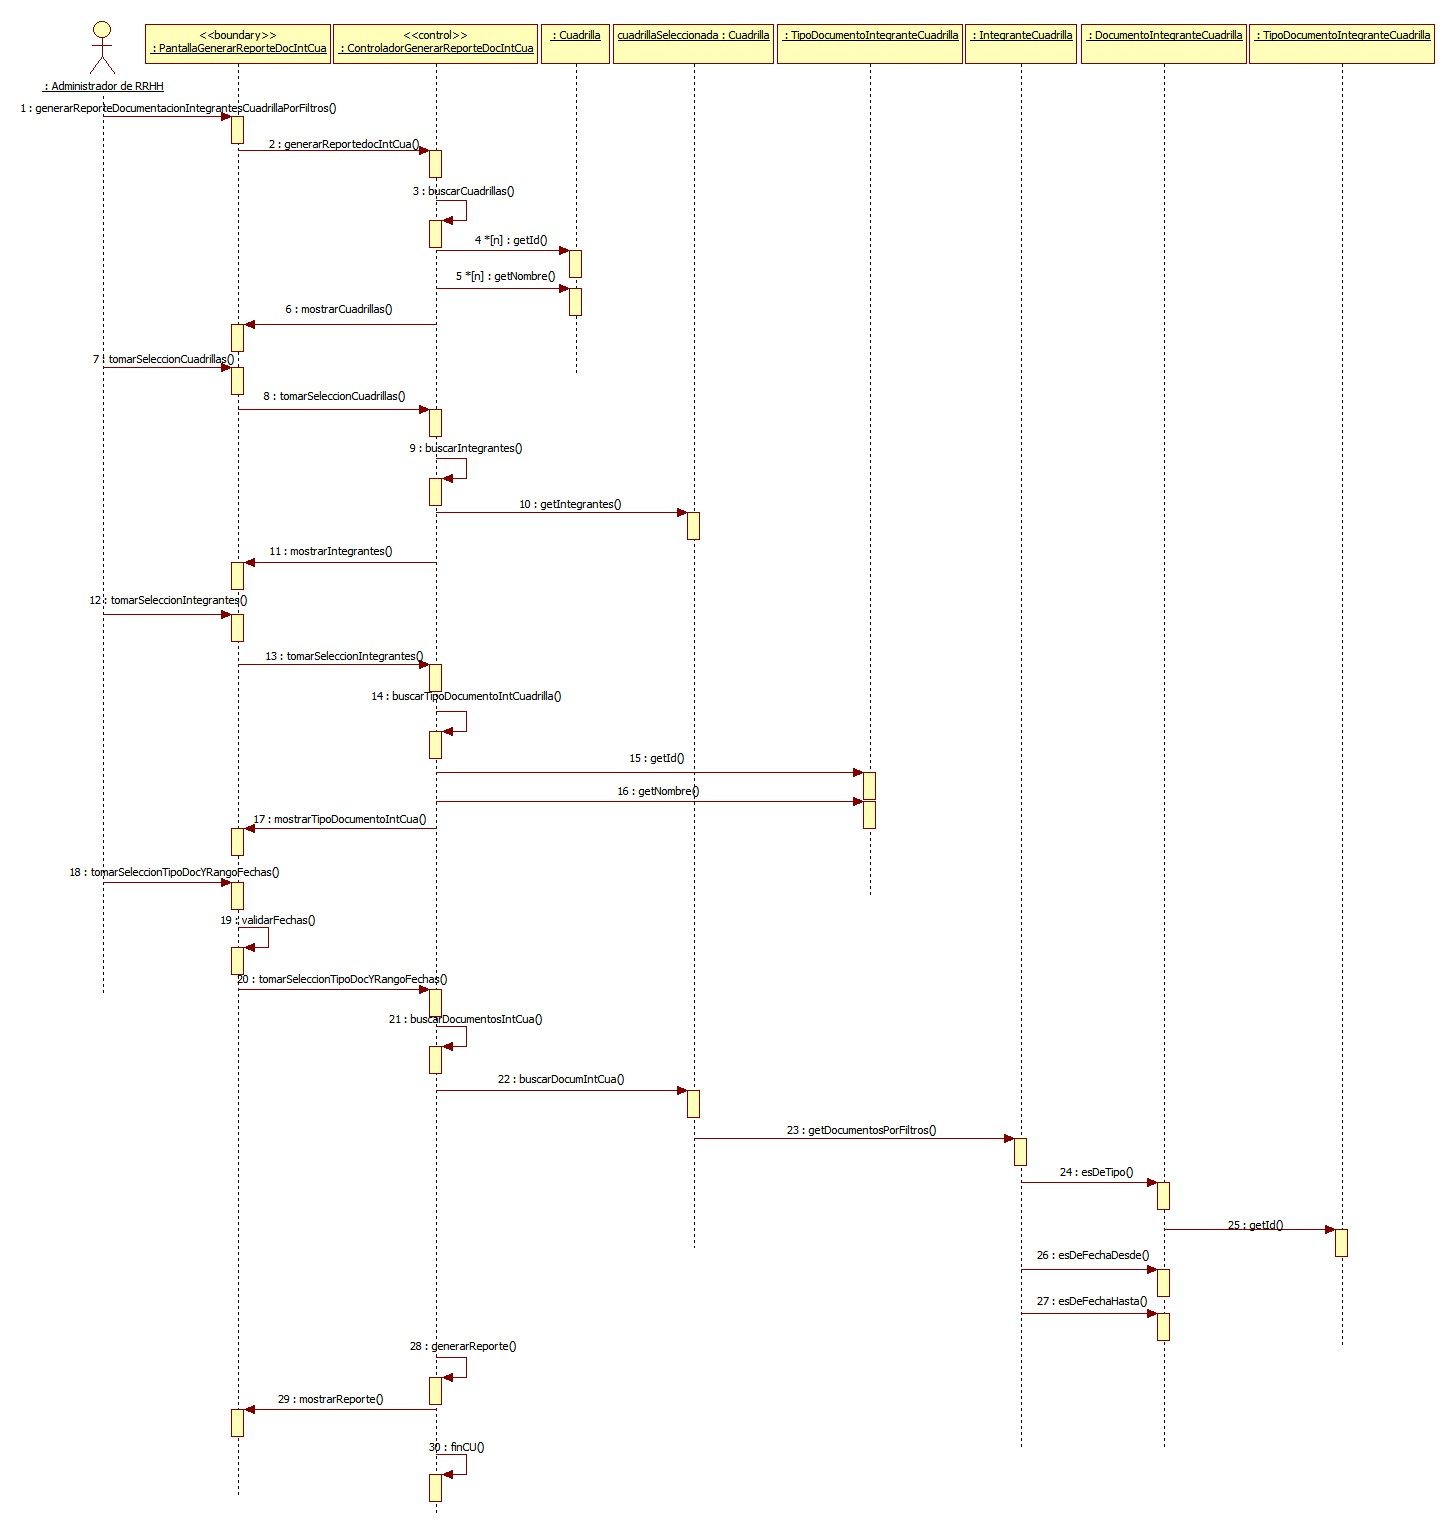 <<boundary>>
: PantallaGenerarReporteDocIntCua
<<control>>
: ControladorGenerarReporteDocIntCua
: Cuadrilla
cuadrillaSeleccionada : Cuadrilla
: TipoDocumentoIntegranteCuadrilla
: IntegranteCuadrilla
: DocumentoIntegranteCuadrilla
: TipoDocumentoIntegranteCuadrilla
: Administrador de RRHH
1 : generarReporteDocumentacionIntegrantesCuadrillaPorFiltros()
2 : generarReportedocIntCua()
3 : buscarCuadrillas()
4 *[n] : getId()
5 *[n] : getNombre()
6 : mostrarCuadrillas()
7 : tomarSeleccionCuadrillas()
8 : tomarSeleccionCuadrillas()
9 : buscarIntegrantes()
10 : getIntegrantes()
11 : mostrarIntegrantes()
12 : tomarSeleccionIntegrantes()
13 : tomarSeleccionIntegrantes()
14 : buscarTipoDocumentoIntCuadrilla()
15 : getId()
16 : getNombre()
17 : mostrarTipoDocumentoIntCua()
18 : tomarSeleccionTipoDocYRangoFechas()
19 : validarFechas()
20 : tomarSeleccionTipoDocYRangoFechas()
21 : buscarDocumentosIntCua()
22 : buscarDocumIntCua()
23 : getDocumentosPorFiltros()
24 : esDeTipo()
25 : getId()
26 : esDeFechaDesde()
27 : esDeFechaHasta()
28 : generarReporte()
29 : mostrarReporte()
30 : finCU()